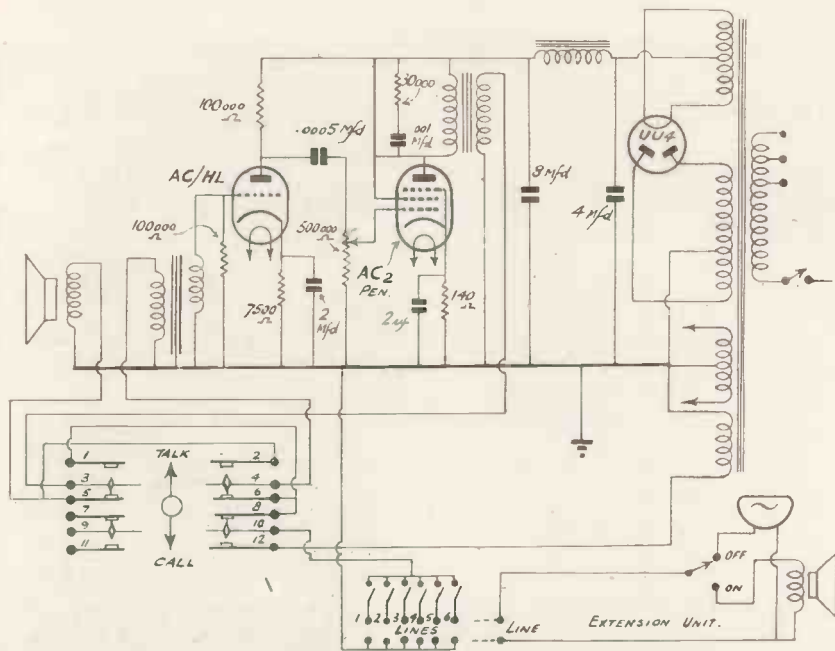 100000
Ω
.0005 Mfd
30000
.001
Mfd
AC/HL
UU4
8 Mfd
4 Mfd
100000
Ω
500000
Ω
AC2
PEN.
7500
Ω
2
Mfd
2 mf
140
Ω
1 TALK 2
3 4
5 6
7 8
9 10
11 CALL 12
OFF
ON
1 2 3 4 5 6
LINES
LINE
EXTENSION UNIT.